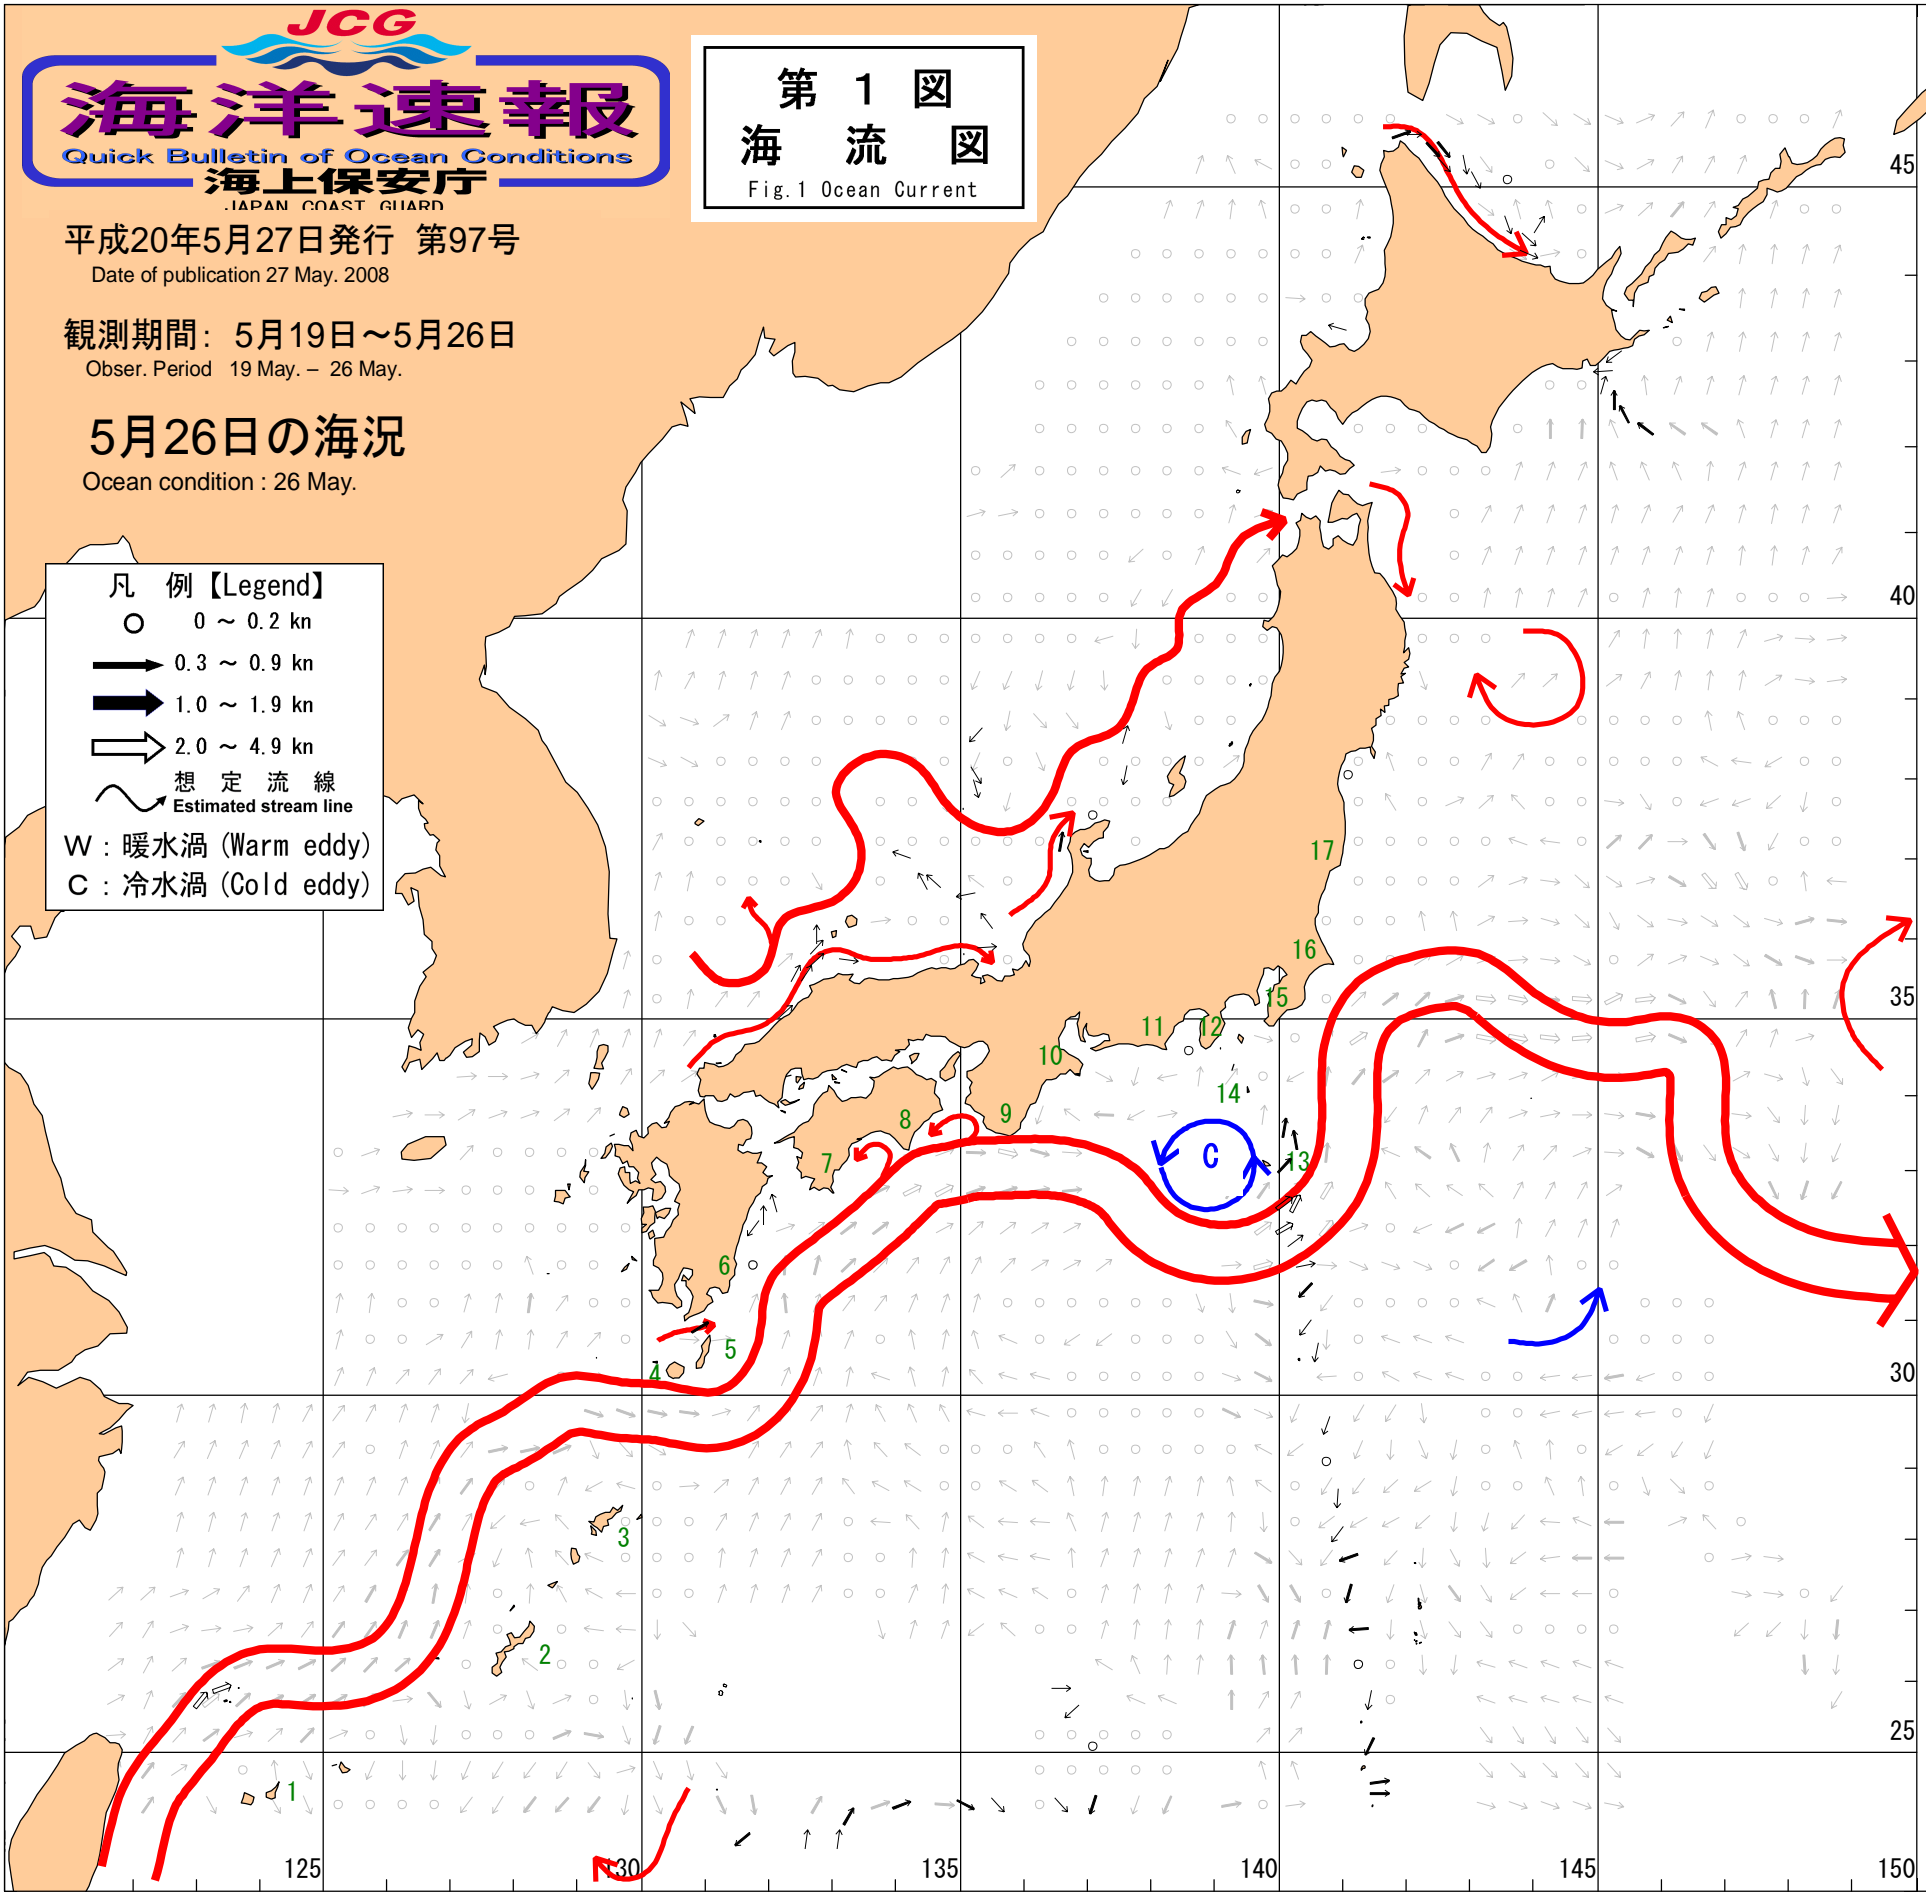 JCG
海洋速報
Quick Bulletin of Ocean Conditions
海上保安庁
JAPAN COAST GUARD
第 1 図
海 流 図
Fig.1 Ocean Current
平成20年5月27日発行 第97号
Date of publication 27 May. 2008
観測期間: 5月19日～5月26日
Obser. Period 19 May. – 26 May.
5月26日の海況
Ocean condition : 26 May.
凡 例【Legend】
0 ～ 0.2 kn
0.3 ～ 0.9 kn
1.0 ～ 1.9 kn
2.0 ～ 4.9 kn
想 定 流 線
Estimated stream line
W : 暖水渦 (Warm eddy)
C : 冷水渦 (Cold eddy)
45
40
35
30
25
17
16
15
11
12
10
14
9
8
7
C
13
6
5
4
3
2
1
125
130
135
140
145
150